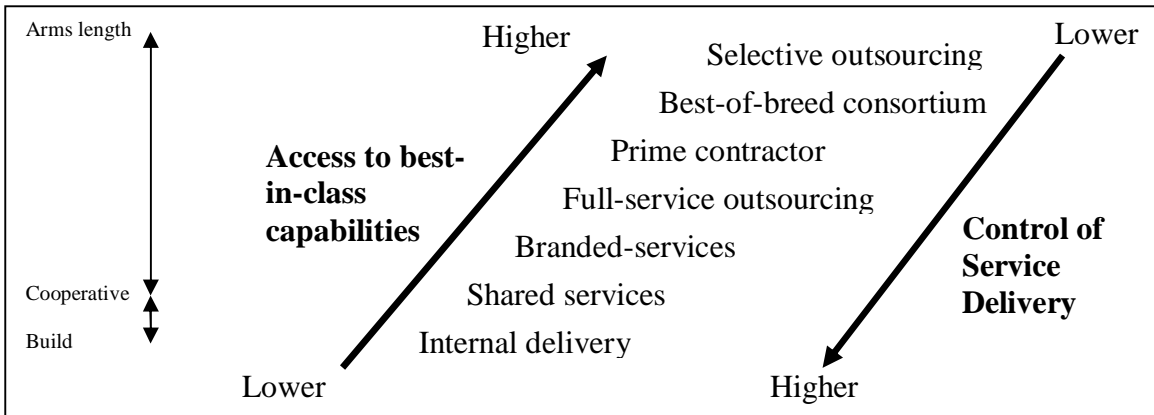 Arms length
Higher
Lower
Selective outsourcing
Best-of-breed consortium
Prime contractor
Access to best-
in-class
capabilities
Full-service outsourcing
Branded-services
Control of
Service
Delivery
Cooperative
Shared services
Build
Internal delivery
Lower
Higher